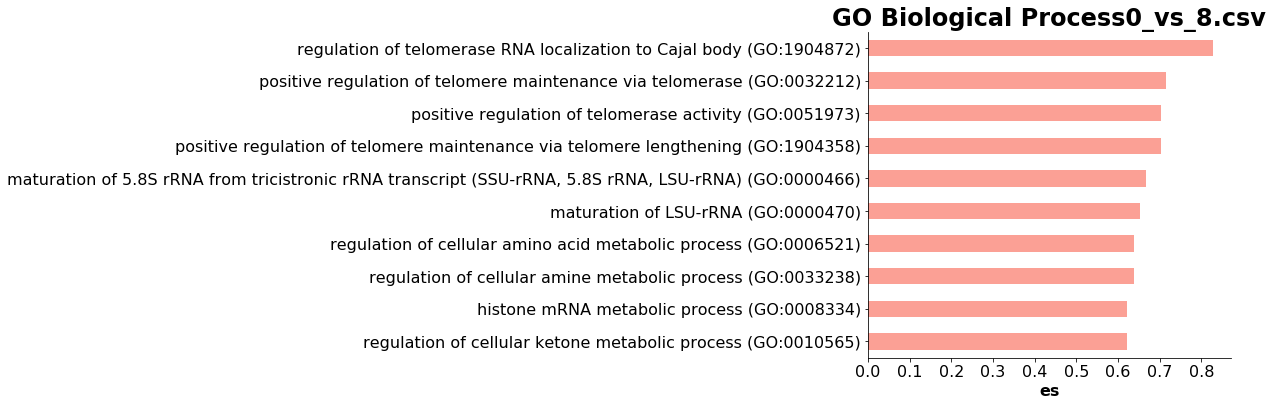 GO Biological Process0_vs_8.csv
regulation of telomerase RNA localization to Cajal body (GO:1904872)
positive regulation of telomere maintenance via telomerase (GO:0032212)
positive regulation of telomerase activity (GO:0051973)
positive regulation of telomere maintenance via telomere lengthening (GO:1904358)
maturation of 5.8S rRNA from tricistronic rRNA transcript (SSU-rRNA, 5.8S rRNA, LSU-rRNA) (GO:0000466)
maturation of LSU-rRNA (GO:0000470)
regulation of cellular amino acid metabolic process (GO:0006521)
regulation of cellular amine metabolic process (GO:0033238)
histone mRNA metabolic process (GO:0008334)
regulation of cellular ketone metabolic process (GO:0010565)
0.0 0.1 0.2 0.3 0.4 0.5 0.6 0.7 0.8
es